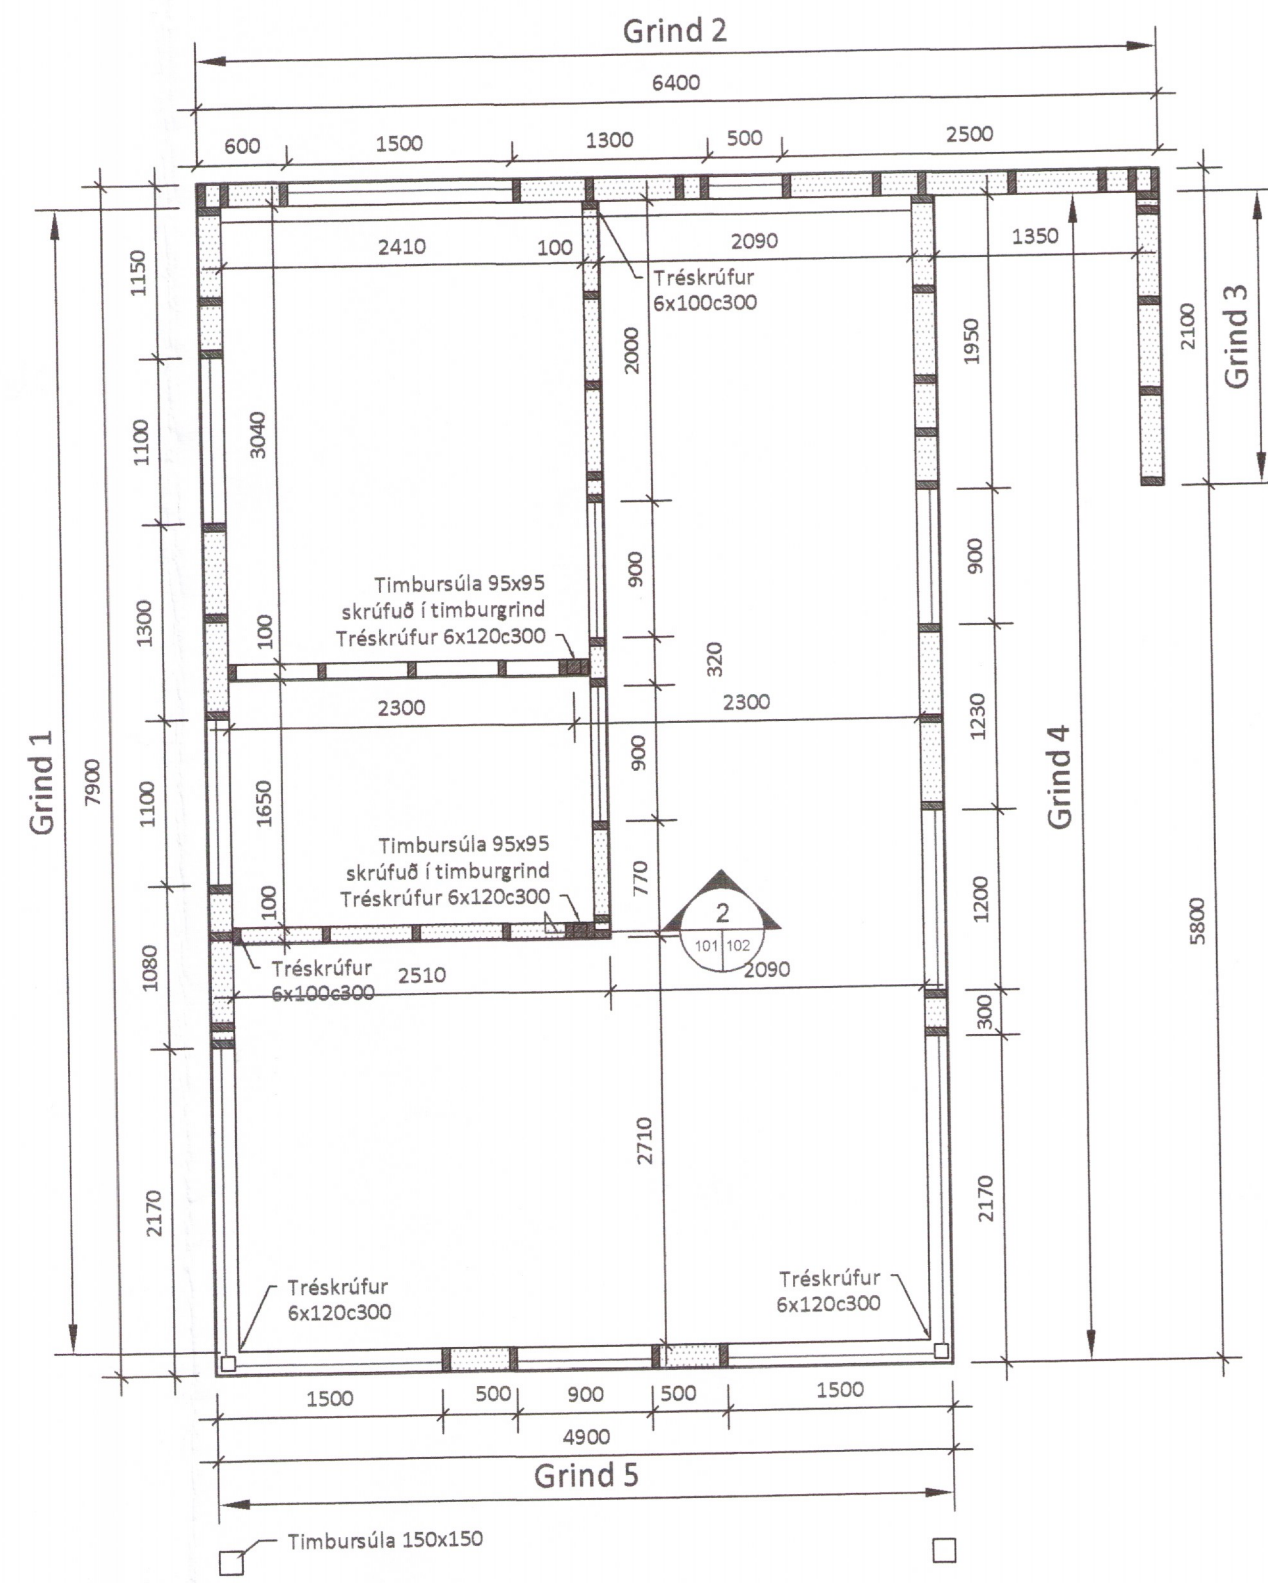 Grind 2
6400
600
1500
1300
500
2500
2410
100
2090
1350
Tréskrúfur
6x100c300
1150
1100
1300
1100
1080
2170
7900
Grind 1
3040
100
1650
100
2000
900
320
900
770
2710
1950
900
1230
1200
300
2170
Grind 4
2100
Grind 3
5800
Timbursúla 95x95
skrúfuð í timburgrind
Tréskrúfur 6x120c300
2300
2300
Timbursúla 95x95
skrúfuð í timburgrind
Tréskrúfur 6x120c300
2
101 102
Tréskrúfur
6x100c300
2510
2090
Tréskrúfur
6x120c300
Tréskrúfur
6x120c300
1500
500
900
500
1500
4900
Grind 5
Timbursúla 150x150